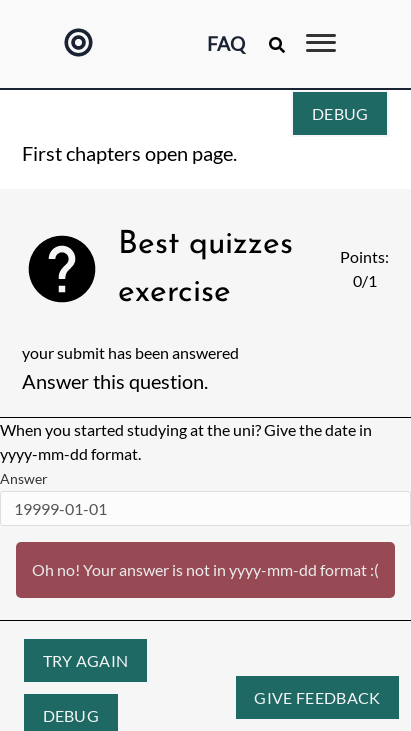 FAQ
DEBUG
First chapters open page.
Best quizzes
exercise
Points:
0/1
your submit has been answered
Answer this question.
When you started studying at the uni? Give the date in
yyyy-mm-dd format.
Answer
19999-01-01
Oh no! Your answer is not in yyyy-mm-dd format :(
TRY AGAIN
GIVE FEEDBACK
DEBUG